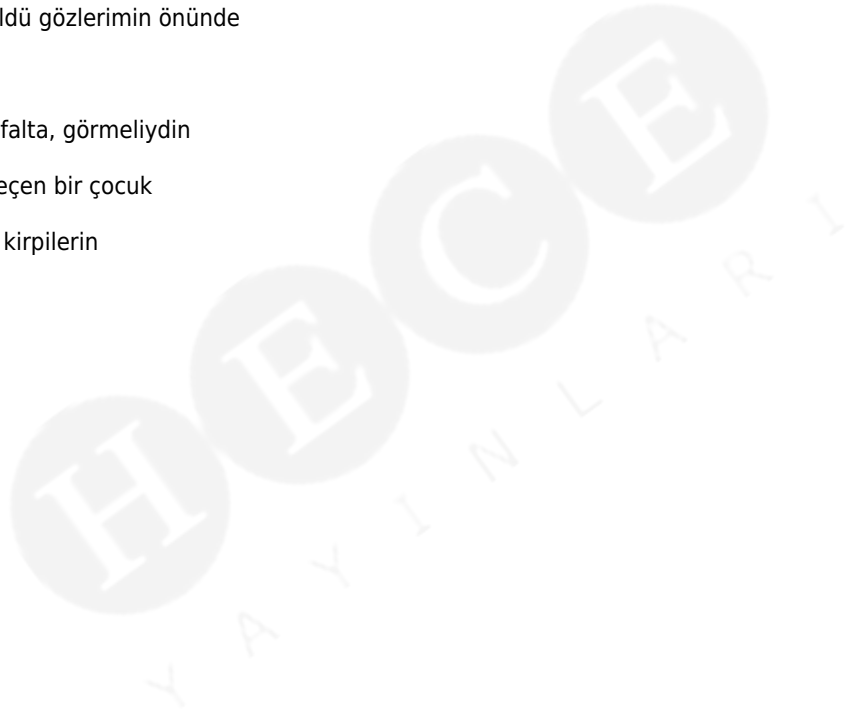 ldü gözlerimin önünde
falta, görmeliydin
eçen bir çocuk
kirpilerin
HECE
YAYINLARI